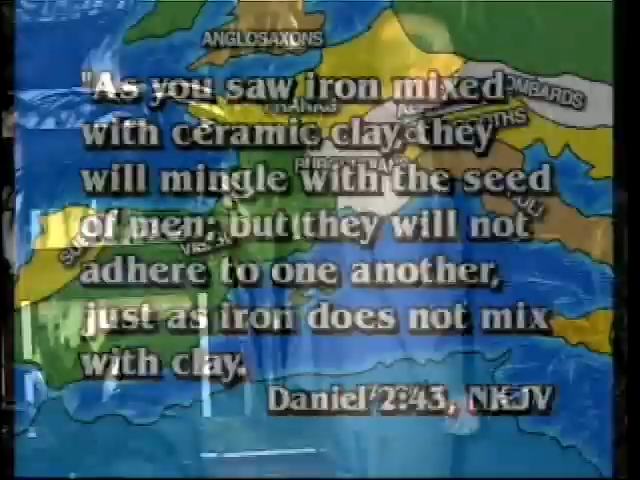 ANGLOSAXONS
"As you saw iron mixed
with ceramic clay, they
will mingle with the seed
of men; but they will not
adhere to one another,
just as iron does not mix
with clay.
Daniel 2:43, NKJV